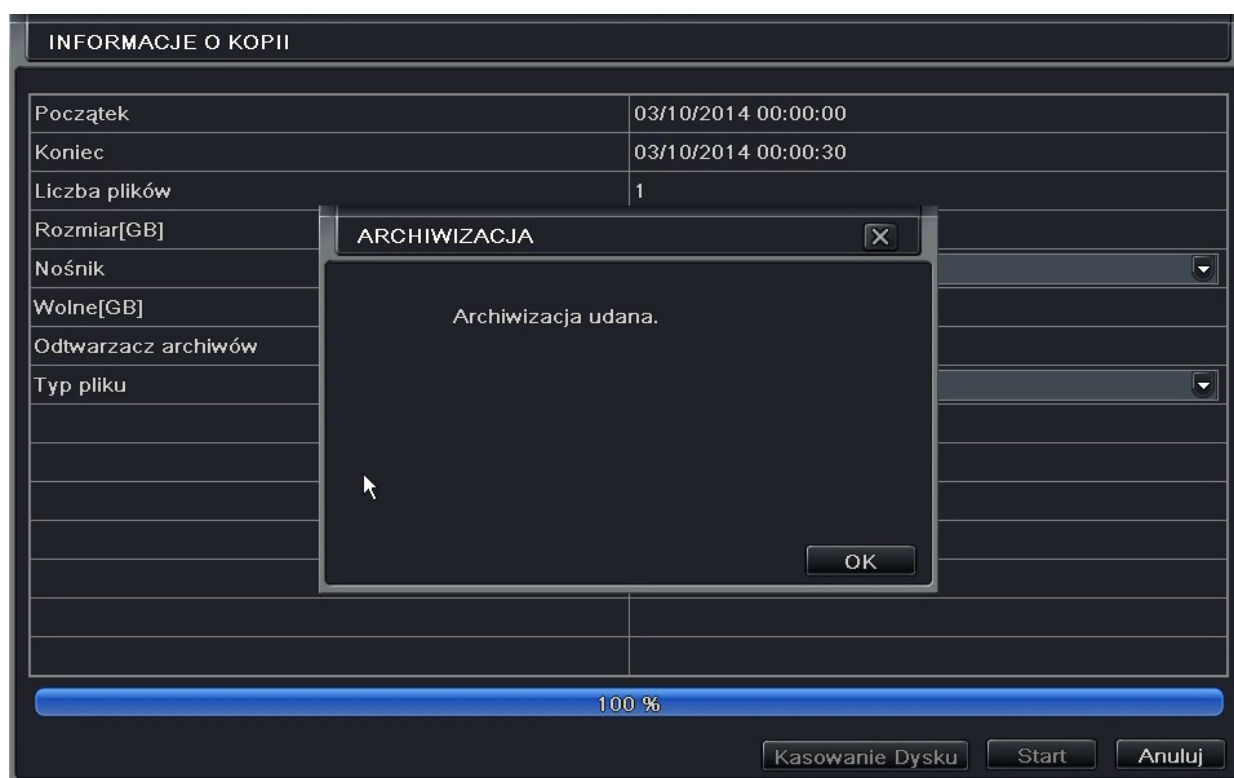 INFORMACJE O KOPII
Początek 03/10/2014 00:00:00
Koniec 03/10/2014 00:00:30
Liczba plików 1
Rozmiar[GB]
ARCHIWIZACJA
Nośnik
Wolne[GB]
Archiwizacja udana.
Odtwarzacz archiwów
Typ pliku
OK
100 %
Kasowanie Dysku Start Anuluj